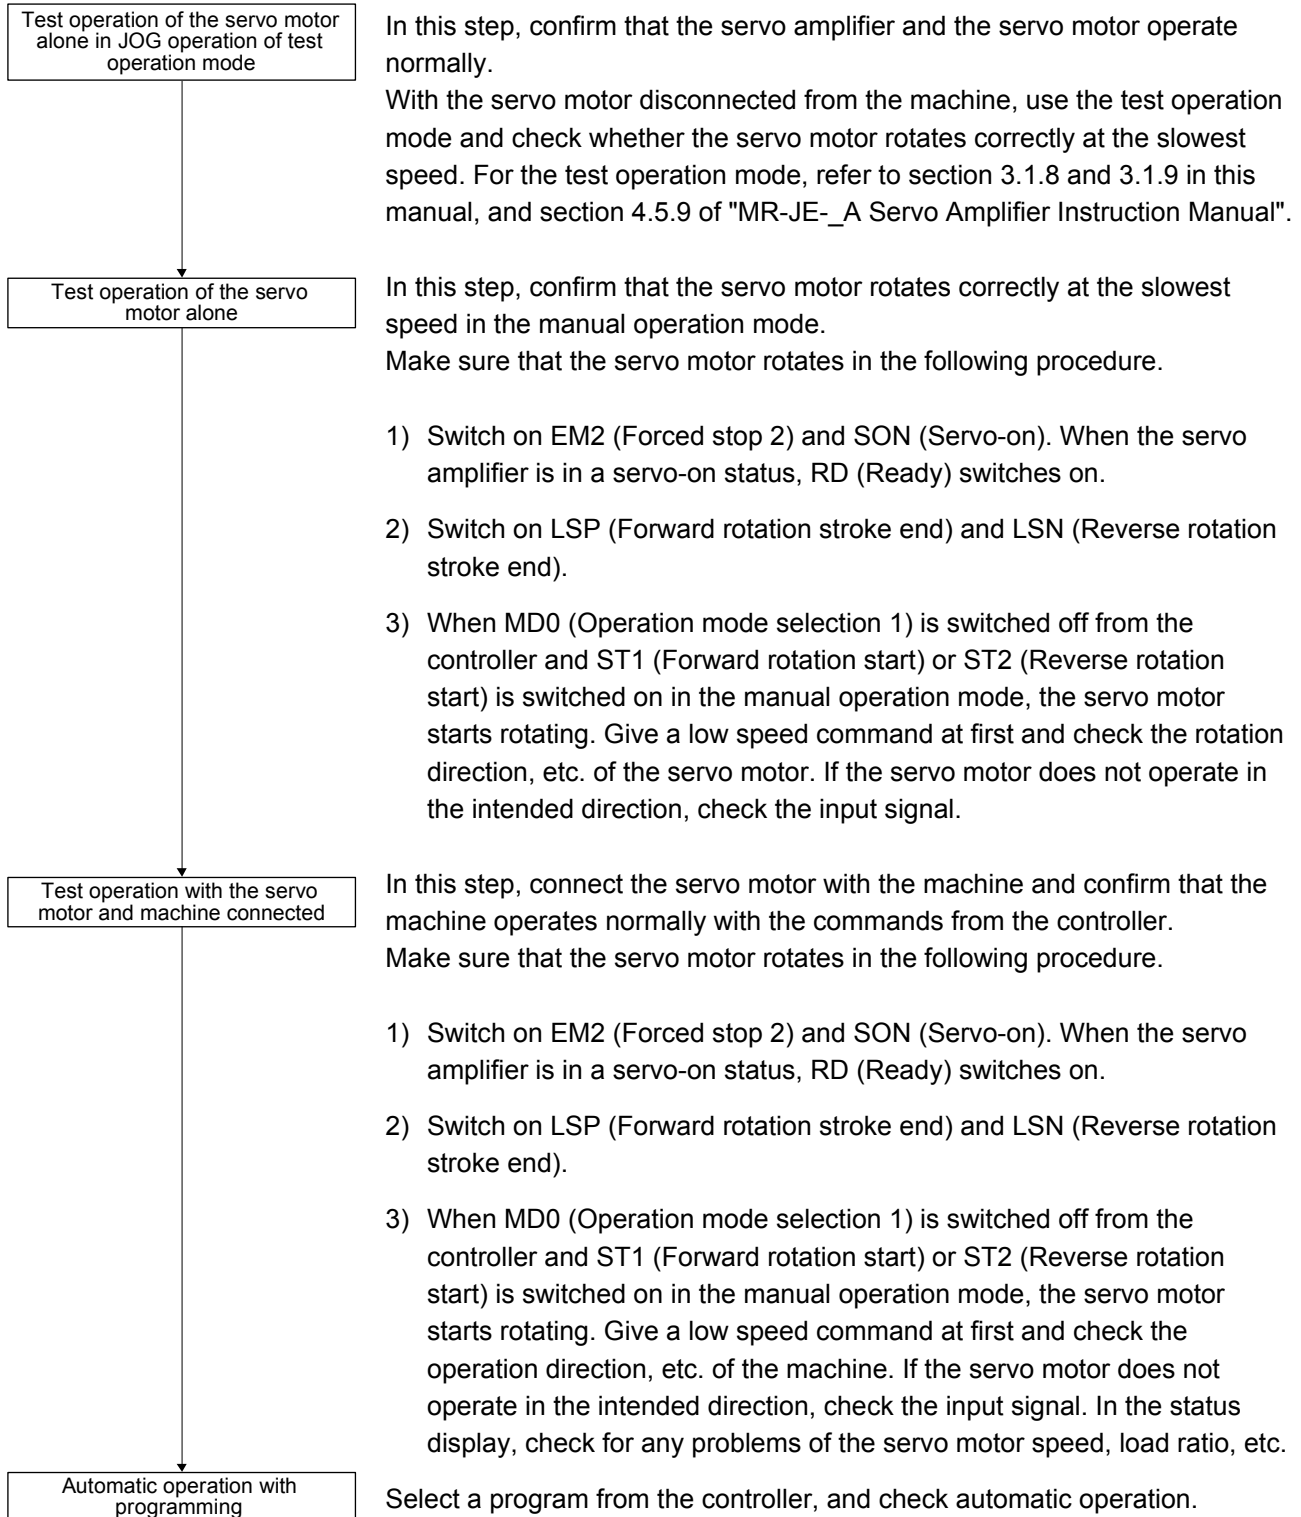 Test operation of the servo motor
alone in JOG operation of test
operation mode
In this step, confirm that the servo amplifier and the servo motor operate
normally.
With the servo motor disconnected from the machine, use the test operation
mode and check whether the servo motor rotates correctly at the slowest
speed. For the test operation mode, refer to section 3.1.8 and 3.1.9 in this
manual, and section 4.5.9 of "MR-JE-_A Servo Amplifier Instruction Manual".
Test operation of the servo
motor alone
In this step, confirm that the servo motor rotates correctly at the slowest
speed in the manual operation mode.
Make sure that the servo motor rotates in the following procedure.
1) Switch on EM2 (Forced stop 2) and SON (Servo-on). When the servo
amplifier is in a servo-on status, RD (Ready) switches on.
2) Switch on LSP (Forward rotation stroke end) and LSN (Reverse rotation
stroke end).
3) When MD0 (Operation mode selection 1) is switched off from the
controller and ST1 (Forward rotation start) or ST2 (Reverse rotation
start) is switched on in the manual operation mode, the servo motor
starts rotating. Give a low speed command at first and check the rotation
direction, etc. of the servo motor. If the servo motor does not operate in
the intended direction, check the input signal.
Test operation with the servo
motor and machine connected
In this step, connect the servo motor with the machine and confirm that the
machine operates normally with the commands from the controller.
Make sure that the servo motor rotates in the following procedure.
1) Switch on EM2 (Forced stop 2) and SON (Servo-on). When the servo
amplifier is in a servo-on status, RD (Ready) switches on.
2) Switch on LSP (Forward rotation stroke end) and LSN (Reverse rotation
stroke end).
3) When MD0 (Operation mode selection 1) is switched off from the
controller and ST1 (Forward rotation start) or ST2 (Reverse rotation
start) is switched on in the manual operation mode, the servo motor
starts rotating. Give a low speed command at first and check the
operation direction, etc. of the machine. If the servo motor does not
operate in the intended direction, check the input signal. In the status
display, check for any problems of the servo motor speed, load ratio, etc.
Automatic operation with
programming
Select a program from the controller, and check automatic operation.